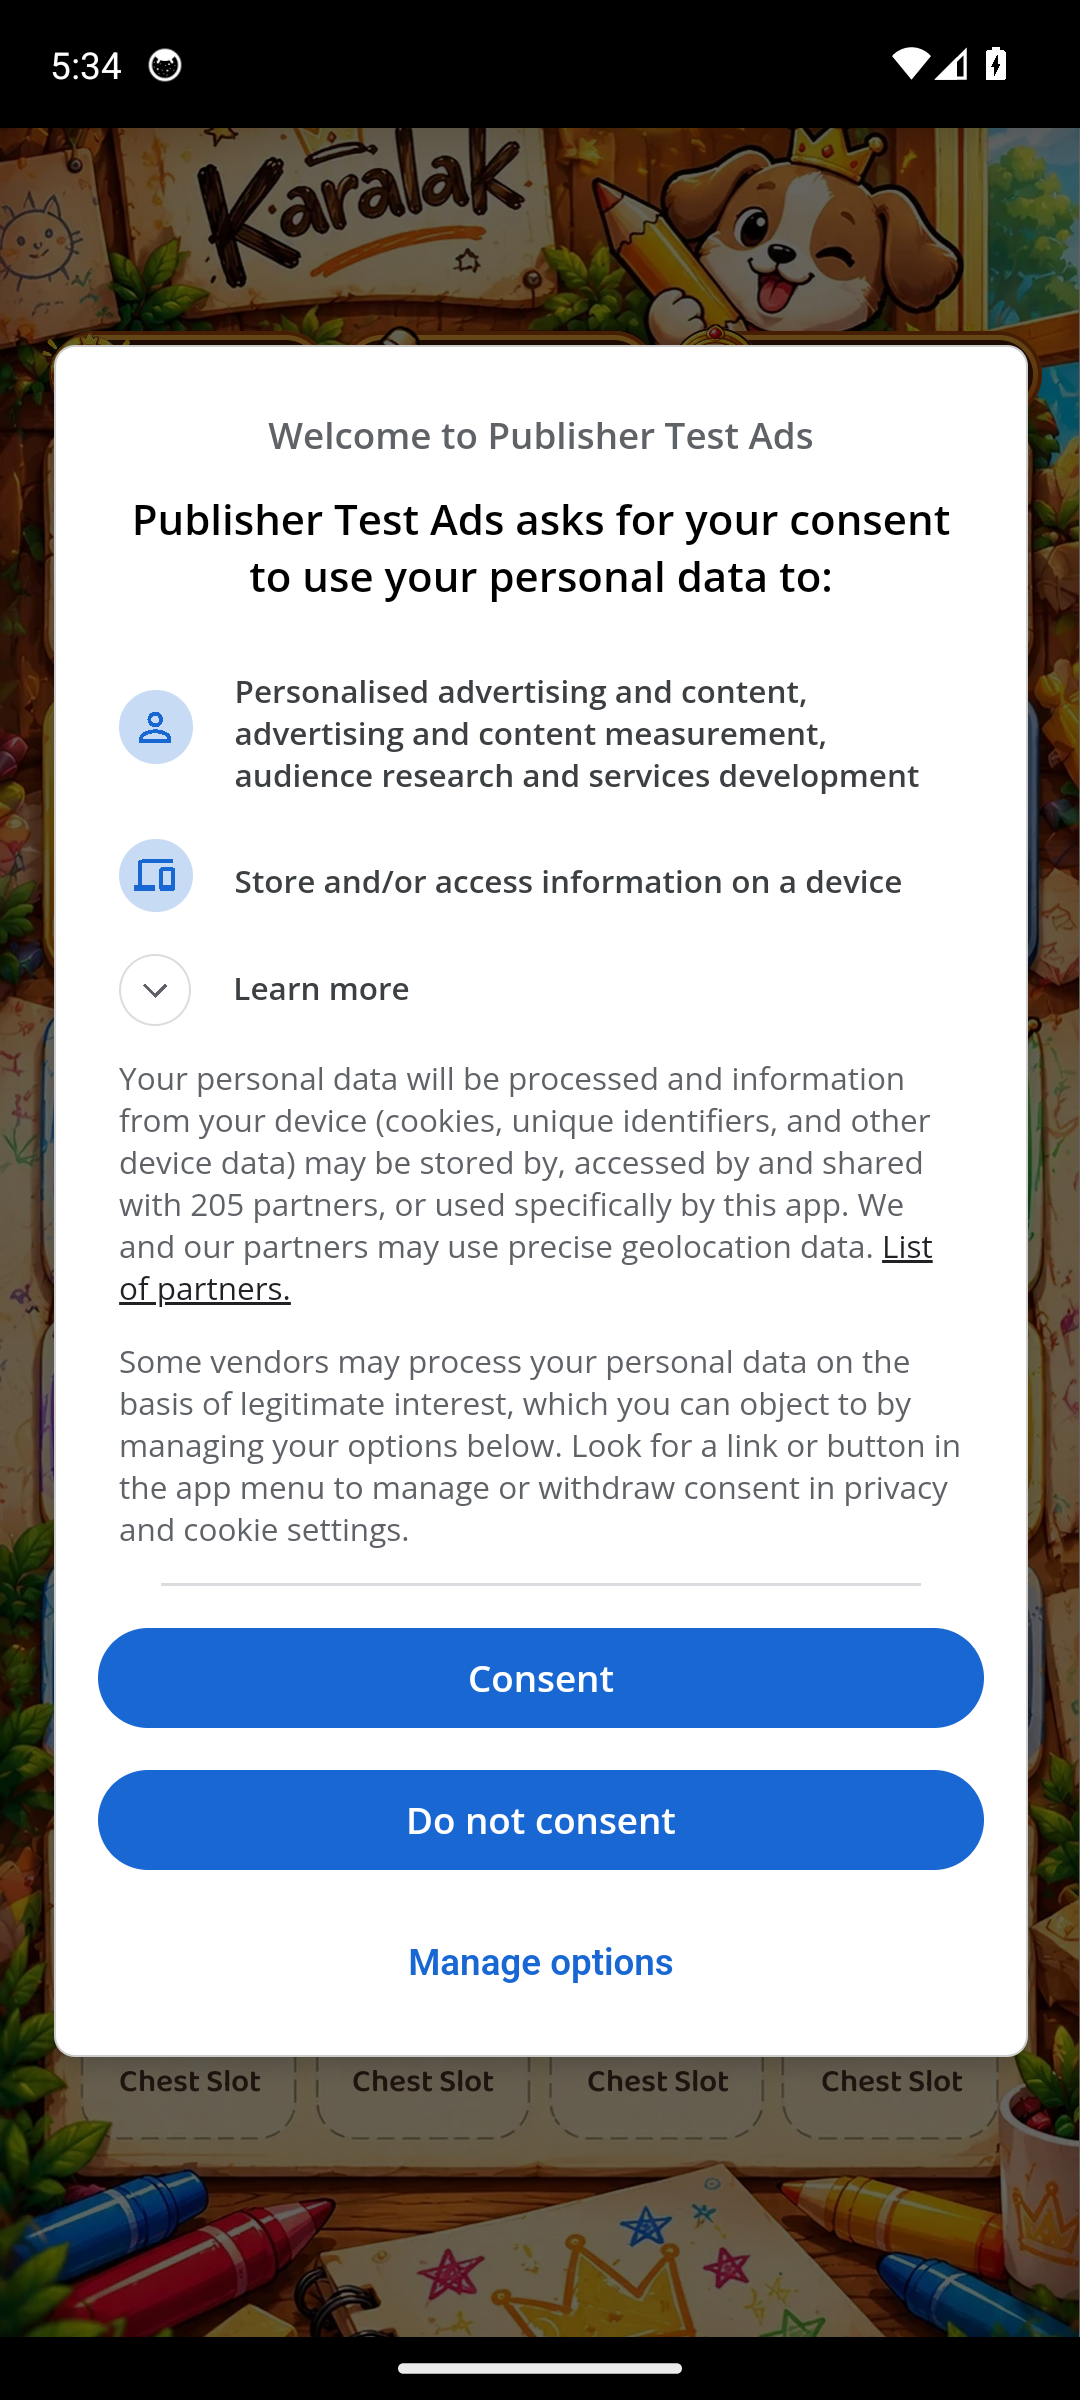 5:34
Karalak
Welcome to Publisher Test Ads
Publisher Test Ads asks for your consent
to use your personal data to:
Personalised advertising and content,
advertising and content measurement,
audience research and services development
Store and/or access information on a device
Learn more
Your personal data will be processed and information
from your device (cookies, unique identifiers, and other
device data) may be stored by, accessed by and shared
with 205 partners, or used specifically by this app. We
and our partners may use precise geolocation data. List
of partners.
Some vendors may process your personal data on the
basis of legitimate interest, which you can object to by
managing your options below. Look for a link or button in
the app menu to manage or withdraw consent in privacy
and cookie settings.
Consent
Do not consent
Manage options
Chest Slot Chest Slot Chest Slot Chest Slot